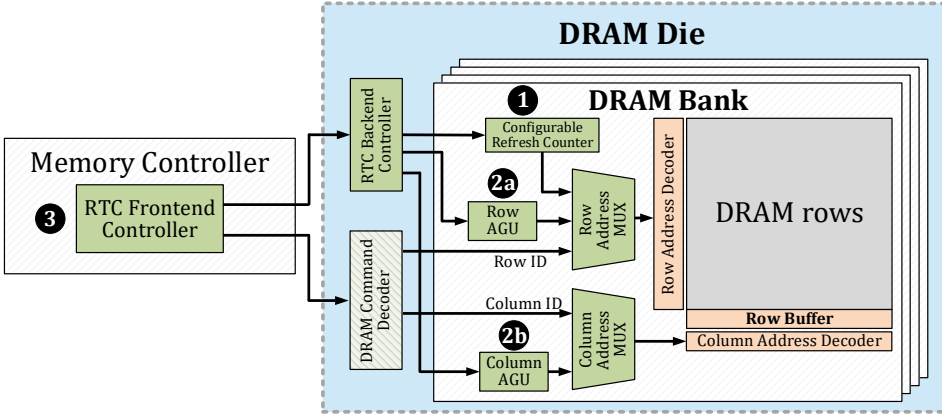 DRAM Die
DRAM Bank
1
Configurable
Refresh Counter
RTC Backend
Controller
Memory Controller
3
RTC Frontend
Controller
2a
Row
AGU
Row
Address
MUX
Row Address Decoder
DRAM rows
Row ID
DRAM Command
Decoder
Column ID
Row Buffer
Column Address Decoder
2b
Column
AGU
Column
Address
MUX